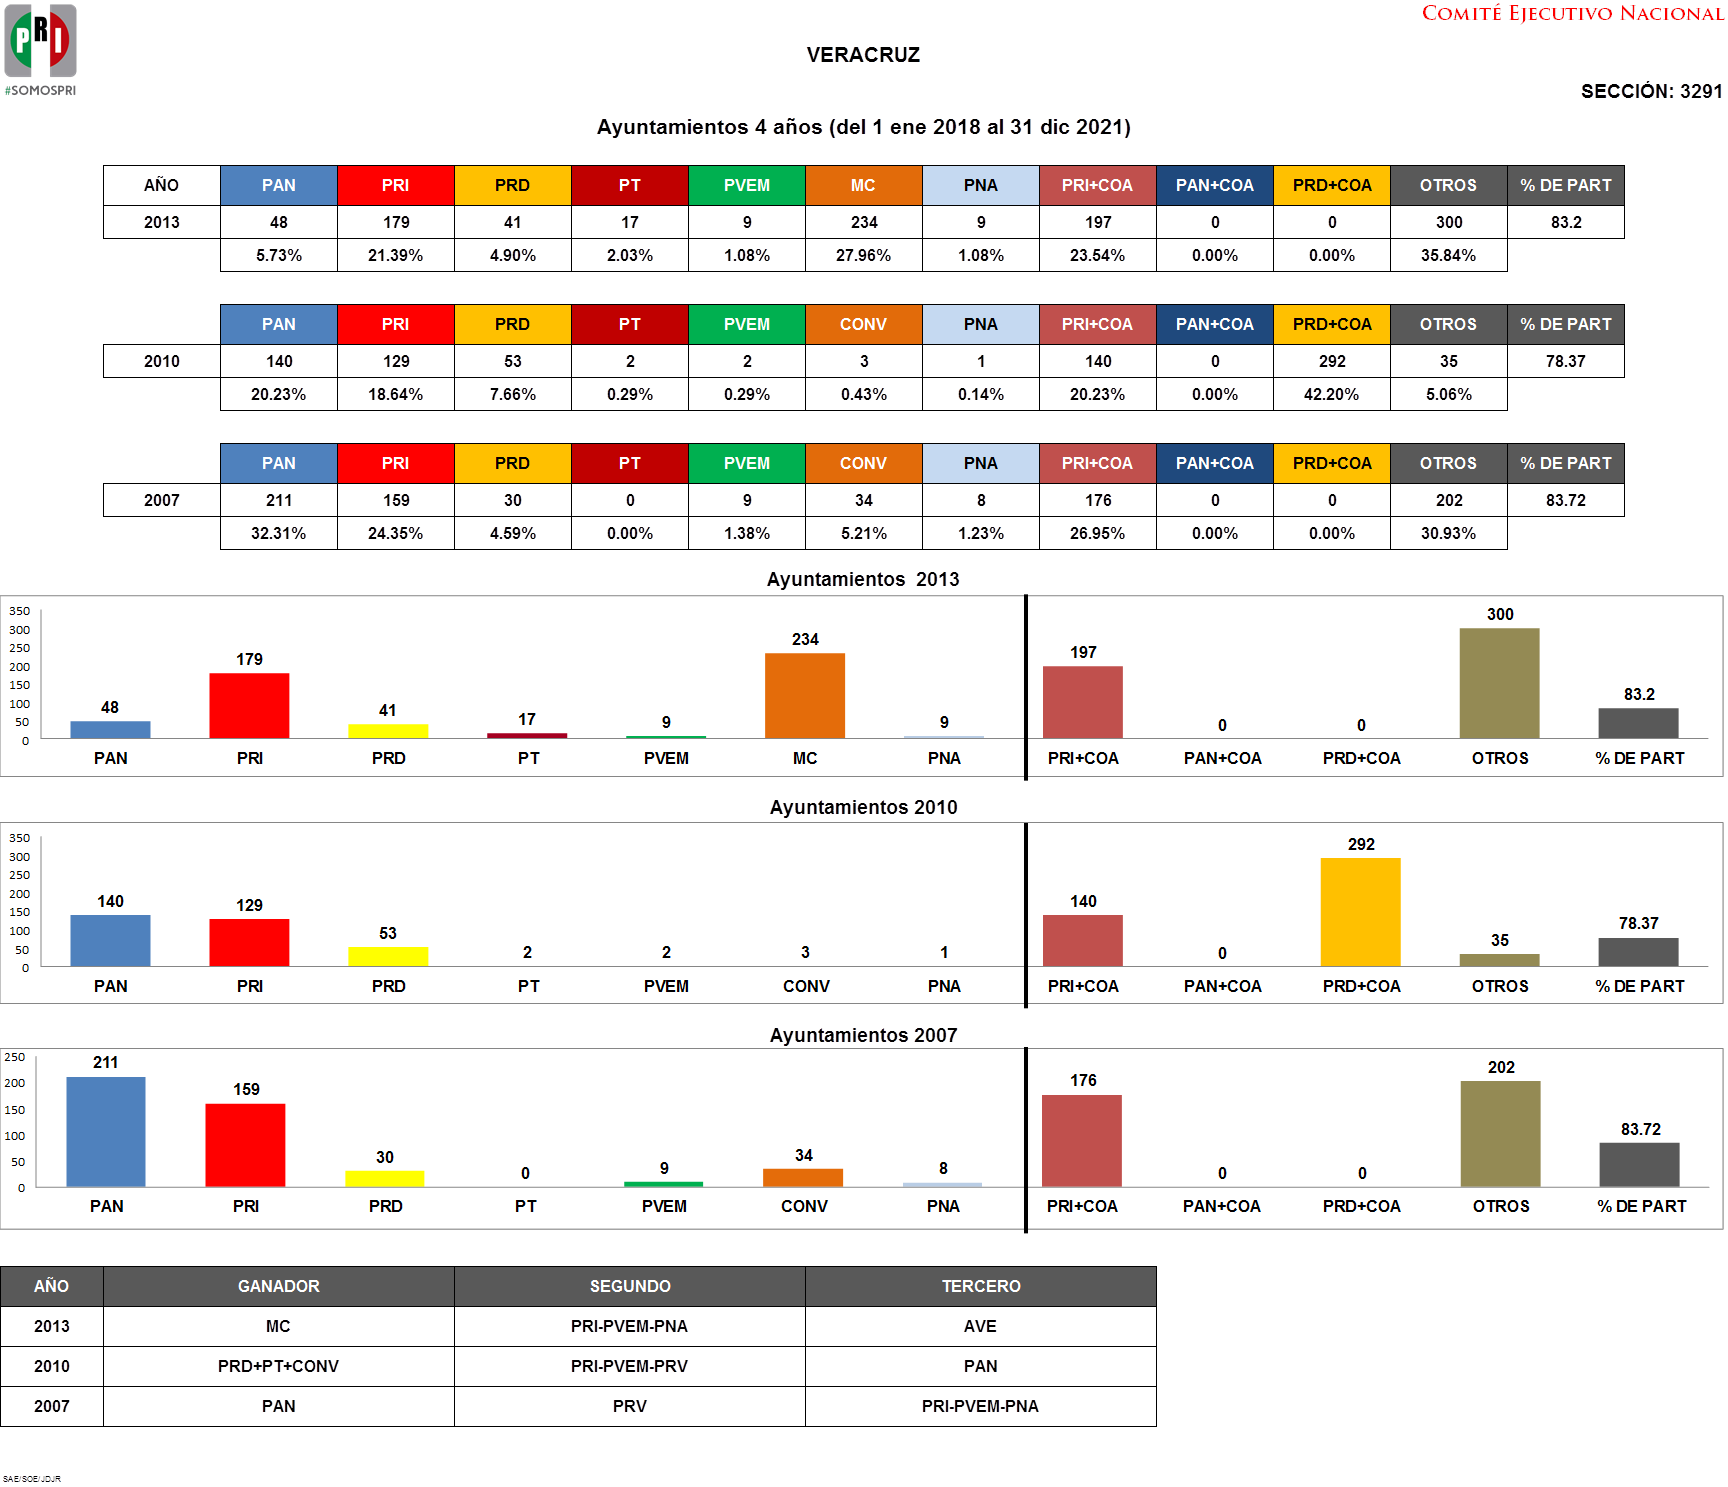 PRI
#SOMOSPRI
COMITÉ EJECUTIVO NACIONAL
VERACRUZ
SECCIÓN: 3291
Ayuntamientos 4 años (del 1 ene 2018 al 31 dic 2021)
AÑO PAN PRI PRD PT PVEM MC PNA PRI+COA PAN+COA PRD+COA OTROS % DE PART
2013 48 179 41 17 9 234 9 197 0 0 300 83.2
5.73% 21.39% 4.90% 2.03% 1.08% 27.96% 1.08% 23.54% 0.00% 0.00% 35.84%
PAN PRI PRD PT PVEM CONV PNA PRI+COA PAN+COA PRD+COA OTROS % DE PART
2010 140 129 53 2 2 3 1 140 0 292 35 78.37
20.23% 18.64% 7.66% 0.29% 0.29% 0.43% 0.14% 20.23% 0.00% 42.20% 5.06%
PAN PRI PRD PT PVEM CONV PNA PRI+COA PAN+COA PRD+COA OTROS % DE PART
2007 211 159 30 0 9 34 8 176 0 0 202 83.72
32.31% 24.35% 4.59% 0.00% 1.38% 5.21% 1.23% 26.95% 0.00% 0.00% 30.93%
Ayuntamientos 2013
350
300
250
200
150
100
50
0
48 179 41 17 9 234 9 197 0 0 300 83.2
PAN PRI PRD PT PVEM MC PNA PRI+COA PAN+COA PRD+COA OTROS % DE PART
Ayuntamientos 2010
350
300
250
200
150
100
50
0
140 129 53 2 2 3 1 140 0 292 35 78.37
PAN PRI PRD PT PVEM CONV PNA PRI+COA PAN+COA PRD+COA OTROS % DE PART
Ayuntamientos 2007
250
200
150
100
50
0
211 159 30 0 9 34 8 176 0 0 202 83.72
PAN PRI PRD PT PVEM CONV PNA PRI+COA PAN+COA PRD+COA OTROS % DE PART
AÑO GANADOR SEGUNDO TERCERO
2013 MC PRI-PVEM-PNA AVE
2010 PRD+PT+CONV PRI-PVEM-PRV PAN
2007 PAN PRV PRI-PVEM-PNA
SAE/SOE/JDJR